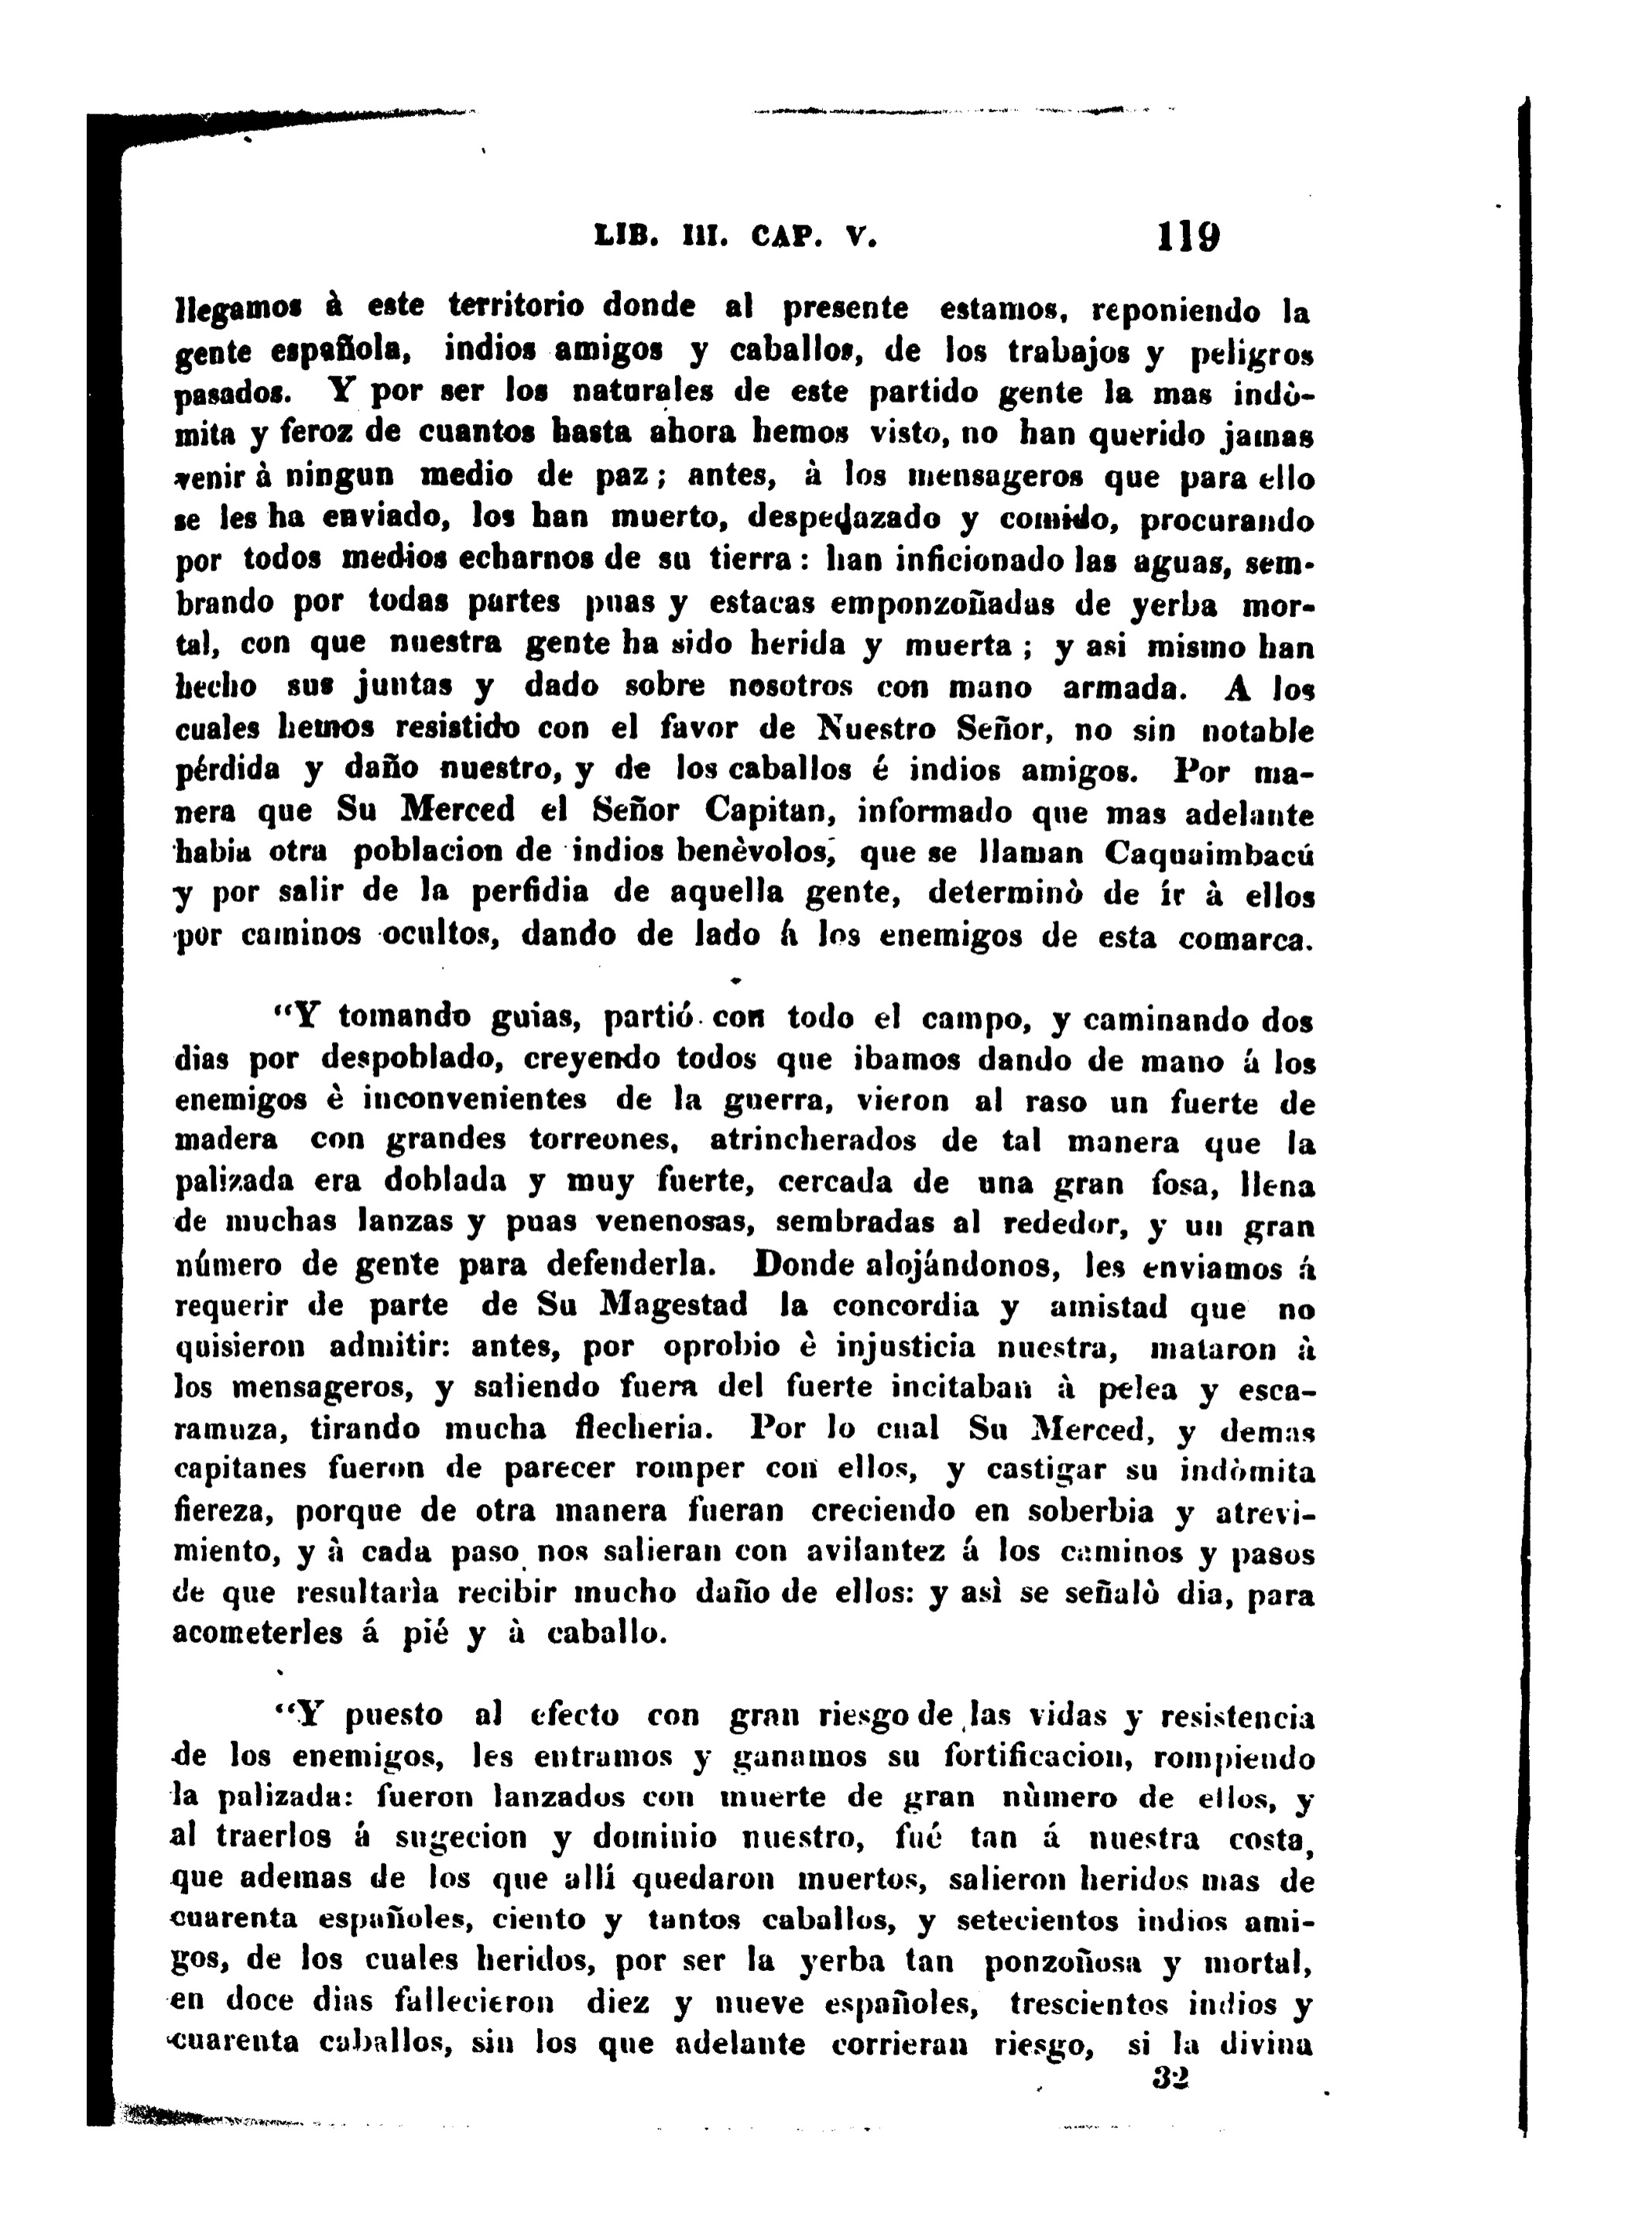 LIB. III. CAP. V. 119
llegamos à este territorio donde al presente estamos, reponiendo la
gente española, indios amigos y caballos, de los trabajos y peligros
pasados. Y por ser los naturales de este partido gente la mas indò-
mita y feroz de cuantos hasta ahora hemos visto, no han querido jamas
venir à ningun medio de paz; antes, à los mensageros que para ello
se les ha enviado, los han muerto, despedazado y comido, procurando
por todos medios echarnos de su tierra: han inficionado las aguas, sem-
brando por todas partes puas y estacas emponzoñadas de yerba mor-
tal, con que nuestra gente ha sido herida y muerta; y asi mismo han
hecho sus juntas y dado sobre nosotros con mano armada. A los
cuales hemos resistido con el favor de Nuestro Señor, no sin notable
pérdida y daño nuestro, y de los caballos é indios amigos. Por ma-
nera que Su Merced el Señor Capitan, informado que mas adelante
habia otra poblacion de indios benèvolos, que se llaman Caquaimbacú
y por salir de la perfidia de aquella gente, determinò de ír à ellos
por caminos ocultos, dando de lado á los enemigos de esta comarca.
"Y tomando guias, partió con todo el campo, y caminando dos
dias por despoblado, creyendo todos que ibamos dando de mano á los
enemigos è inconvenientes de la guerra, vieron al raso un fuerte de
madera con grandes torreones, atrincherados de tal manera que la
palizada era doblada y muy fuerte, cercada de una gran fosa, llena
de muchas lanzas y puas venenosas, sembradas al rededor, y un gran
número de gente para defenderla. Donde alojándonos, les enviamos á
requerir de parte de Su Magestad la concordia y amistad que no
quisieron admitir: antes, por oprobio è injusticia nuestra, mataron à
los mensageros, y saliendo fuera del fuerte incitaban à pelea y esca-
ramuza, tirando mucha flecheria. Por lo cual Su Merced, y demas
capitanes fueron de parecer romper con ellos, y castigar su indòmita
fiereza, porque de otra manera fueran creciendo en soberbia y atrevi-
miento, y à cada paso nos salieran con avilantez á los caminos y pasos
de que resultarìa recibir mucho daño de ellos: y asì se señalò dia, para
acometerles á pié y à caballo.
"Y puesto al efecto con gran riesgo de las vidas y resistencia
de los enemigos, les entramos y ganamos su fortificacion, rompiendo
la palizada: fueron lanzados con muerte de gran nùmero de ellos, y
al traerlos á sugecion y dominio nuestro, fué tan á nuestra costa,
que ademas de los que allí quedaron muertos, salieron heridos mas de
cuarenta españoles, ciento y tantos caballos, y setecientos indios ami-
gos, de los cuales heridos, por ser la yerba tan ponzoñosa y mortal,
en doce dias fallecieron diez y nueve españoles, trescientos indios y
cuarenta caballos, sin los que adelante corrieran riesgo, si la divina
32